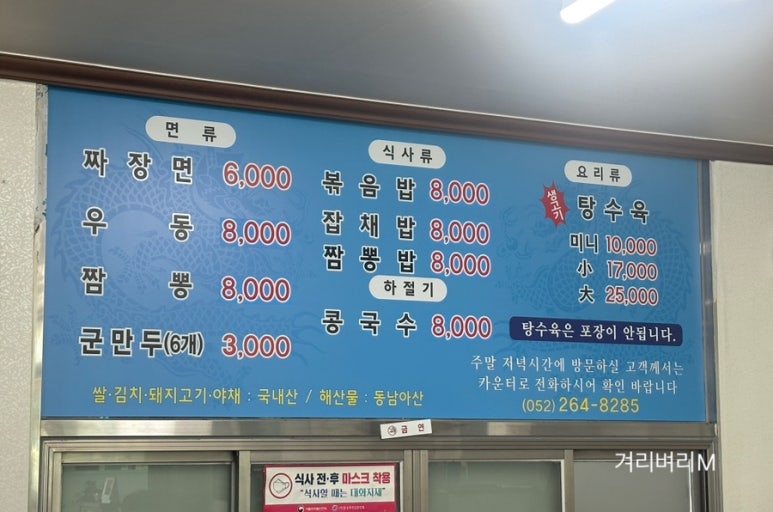 면 류
짜장면 6,000
우 동 8,000
짬 뽕 8,000
군만두(6개) 3,000
식사류
볶음밥 8,000
잡채밥 8,000
짬뽕밥 8,000
하절기
콩국수 8,000
요리류
생고기
탕수육
미니 10,000
小 17,000
大 25,000
탕수육은 포장이 안됩니다.
주말 저녁시간에 방문하실 고객께서는
카운터로 전화하시어 확인 바랍니다
(052) 264-8285
쌀·김치·돼지고기·야채 : 국내산 / 해산물 : 동남아산
금 연
식사 전·후 마스크 착용
"식사할 때는 대화자제"
겨리벼리M